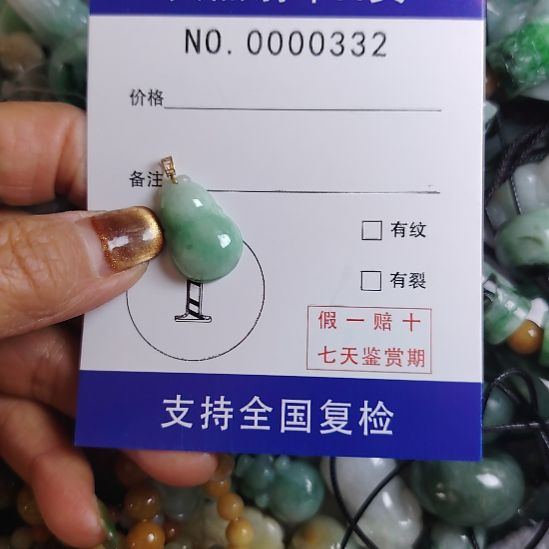 NO. 0000332
价格
备注
有纹
有裂
假一赔十
七天鉴赏期
支持全国复检